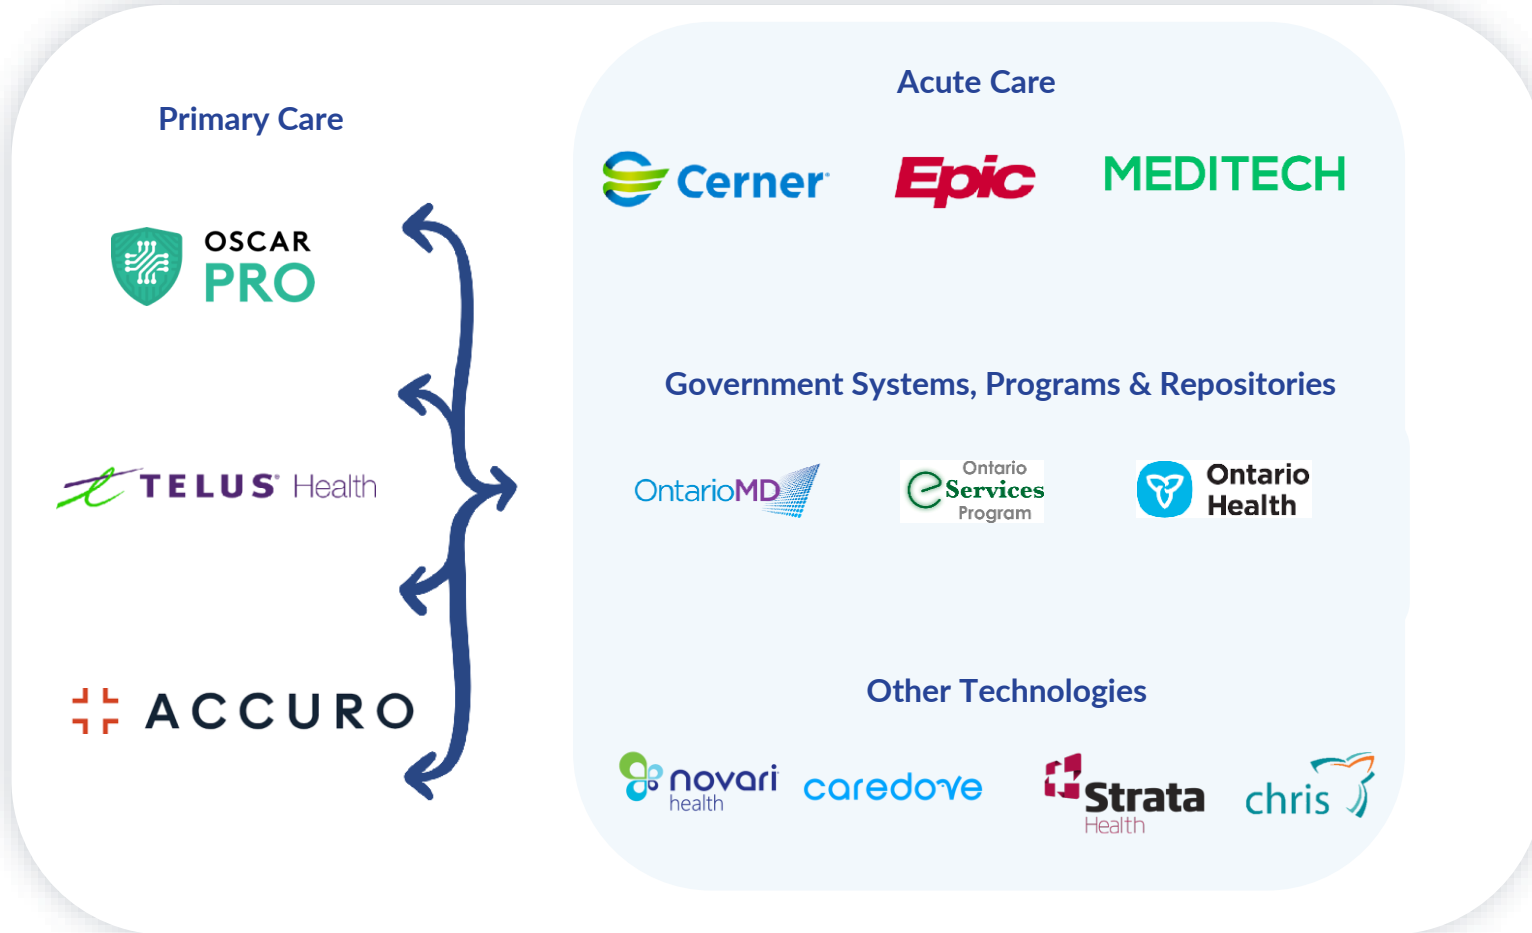 Primary Care
OSCAR
PRO
TELUS® Health
ACCURO
Acute Care
Cerner®
Epic
MEDITECH
Government Systems, Programs & Repositories
OntarioMD
Ontario
eServices
Program
Ontario
Health
Other Technologies
novari
health
caredove
Strata
Health
chris